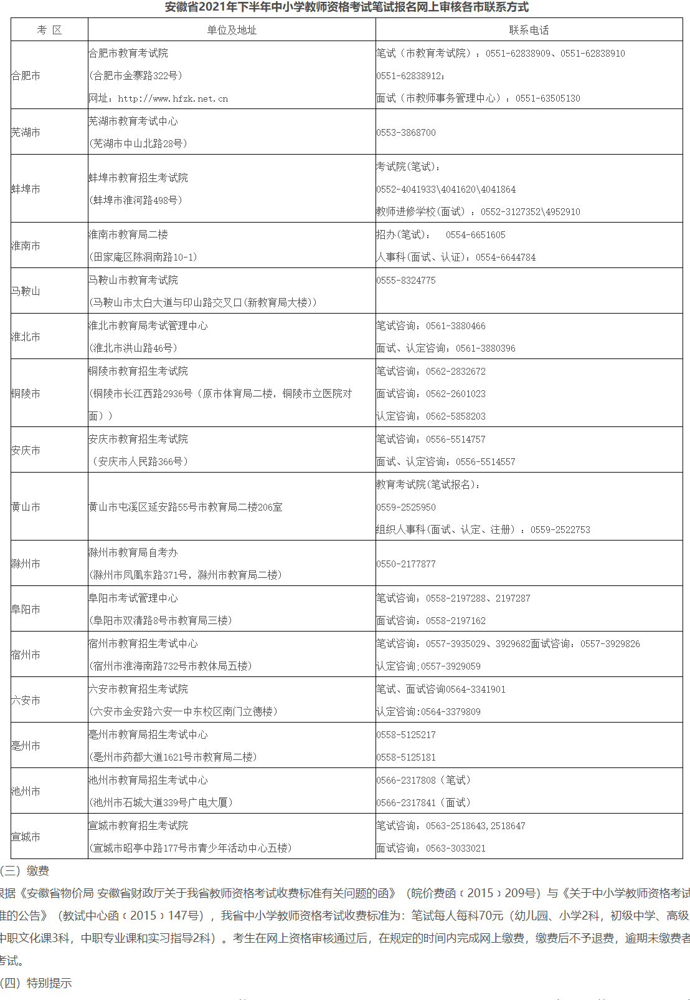 安徽省2021年下半年中小学教师资格考试笔试报名网上审核各市联系方式
考 区
单位及地址
联系电话
合肥市
合肥市教育考试院
(合肥市金寨路322号)
网址：http://www.hfzk.net.cn
笔试（市教育考试院）：0551-62838909、0551-62838910
0551-62838912；
面试（市教师事务管理中心）：0551-63505130
芜湖市
芜湖市教育考试中心
(芜湖市中山北路28号)
0553-3868700
蚌埠市
蚌埠市教育招生考试院
(蚌埠市淮河路498号)
考试院(笔试)：
0552-4041933\4041620\4041864
教师进修学校(面试）：0552-3127352\4952910
淮南市
淮南市教育局二楼
(田家庵区陈洞南路10-1)
招办(笔试)：  0554-6651605
人事科(面试、认证)：0554-6644784
马鞍山
马鞍山市教育考试院
(马鞍山市太白大道与印山路交叉口(新教育局大楼))
0555-8324775
淮北市
淮北市教育局考试管理中心
(淮北市洪山路46号)
笔试咨询：0561-3880466
面试、认定咨询：0561-3880396
铜陵市
铜陵市教育招生考试院
(铜陵市长江西路2936号（原市体育局二楼，铜陵市立医院对
面））
笔试咨询：0562-2832672
面试咨询：0562-2601023
认定咨询：0562-5858203
安庆市
安庆市教育招生考试院
（安庆市人民路366号）
笔试咨询：0556-5514757
面试、认定咨询：0556-5514557
黄山市
黄山市屯溪区延安路55号市教育局二楼206室
教育考试院(笔试报名)：
0559-2525950
组织人事科(面试、认定、注册）：0559-2522753
滁州市
滁州市教育局自考办
(滁州市凤凰东路371号，滁州市教育局二楼)
0550-2177877
阜阳市
阜阳市考试管理中心
(阜阳市双清路8号市教育局三楼)
笔试咨询：0558-2197288、2197287
面试咨询：0558-2197162
宿州市
宿州市教育招生考试中心
(宿州市淮海南路732号市教体局五楼)
笔试咨询：0557-3935029、3929682面试咨询：0557-3929826
认定咨询;0557-3929059
六安市
六安市教育招生考试院
(六安市金安路六安一中东校区南门立德楼）
笔试、面试咨询0564-3341901
认定咨询:0564-3379809
亳州市
亳州市教育局招生考试中心
(亳州市药都大道1621号市教育局二楼)
0558-5125217
0558-5125181
池州市
池州市教育局招生考试中心
(池州市石城大道339号广电大厦）
0566-2317808（笔试）
0566-2317841（面试）
宣城市
宣城市教育招生考试院
(宣城市昭亭中路177号市青少年活动中心五楼)
笔试咨询：0563-2518643,2518647
面试咨询：0563-3033021
（三）缴费
根据《安徽省物价局 安徽省财政厅关于我省教师资格考试收费标准有关问题的函》（皖价费函﹝2015﹞209号）与《关于中小学教师资格考试
准的公告》（教试中心函﹝2015﹞147号），我省中小学教师资格考试收费标准为：笔试每人每科70元（幼儿园、小学2科，初级中学、高级
中职文化课3科，中职专业课和实习指导2科）。考生在网上资格审核通过后，在规定的时间内完成网上缴费，缴费后不予退费，逾期未缴费者
考试。
（四）特别提示